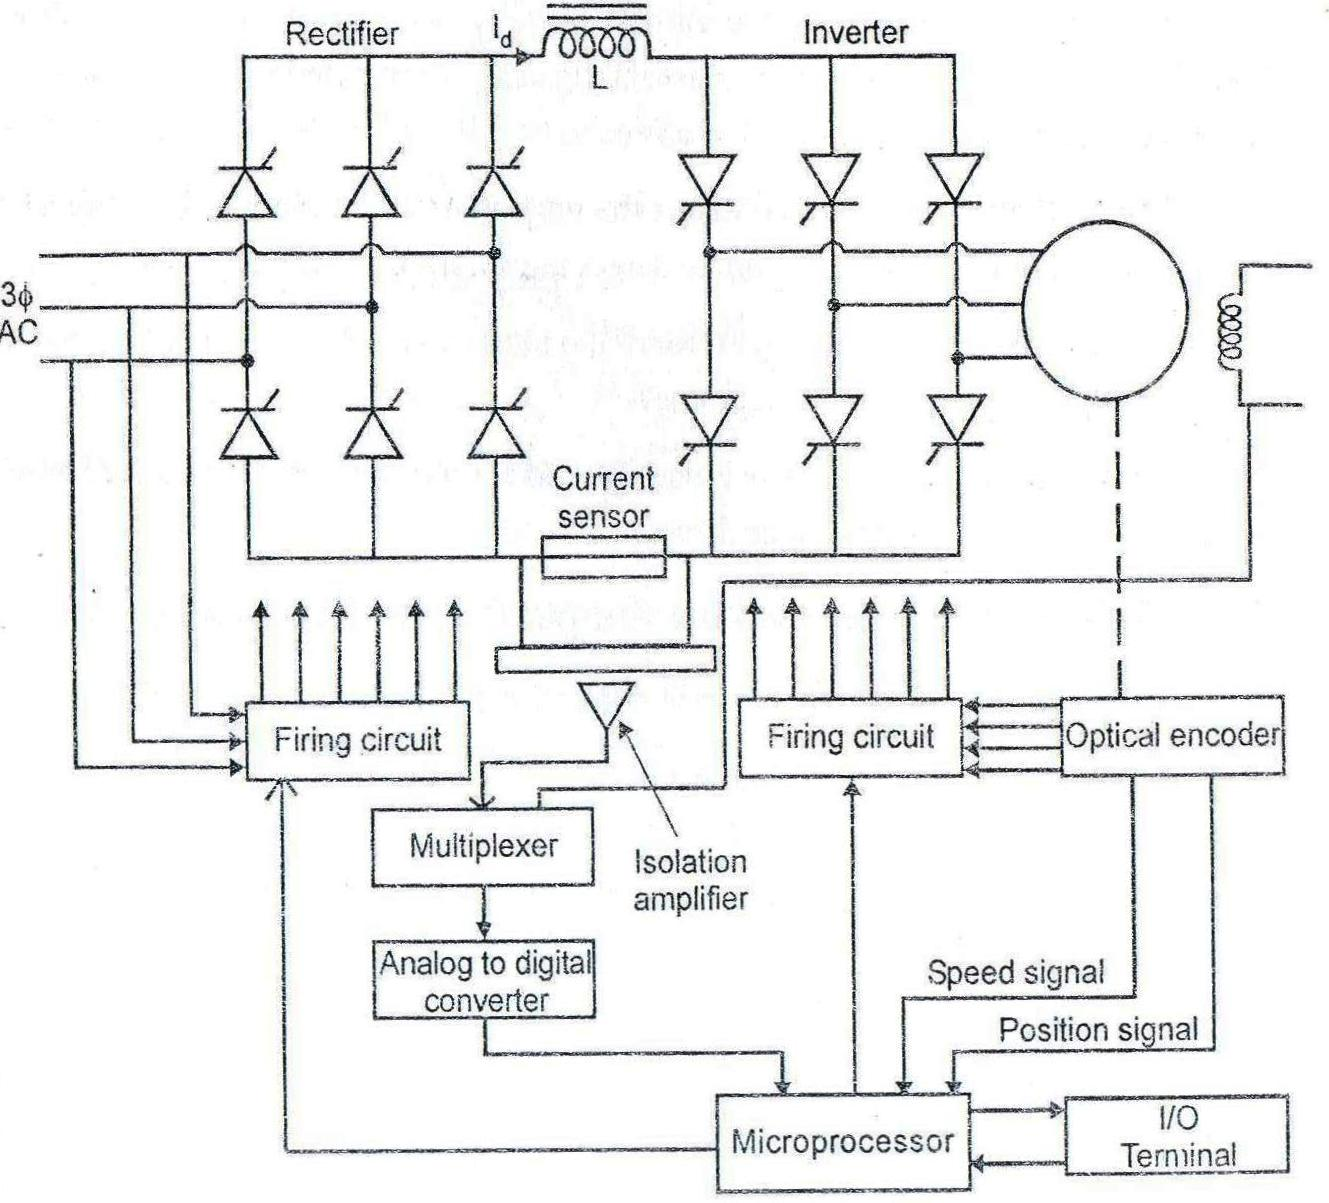 Rectifier
Id
L
Inverter
3ϕ
AC
Current
sensor
Firing circuit
Firing circuit
Optical encoder
Multiplexer
Isolation
amplifier
Analog to digital
converter
Speed signal
Position signal
Microprocessor
I/O
Terminal